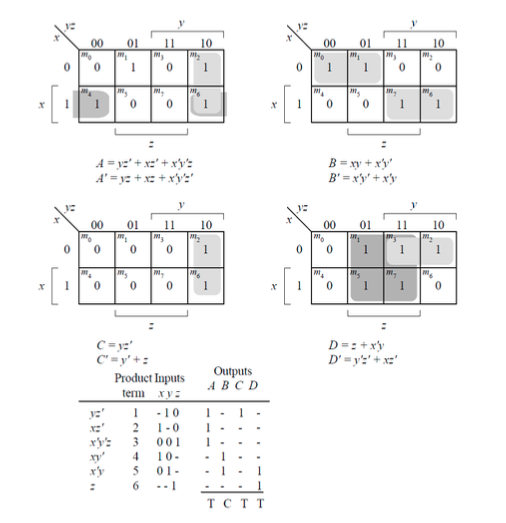 yz y
x 00 01 11 10
m0 m1 m3 m2
0 0 1 0 1
m4 m5 m7 m6
x 1 1 0 0 1
z
A = yz' + xz' + x'y'z
A' = yz + xz + x'y'z'
yz y
x 00 01 11 10
m0 m1 m3 m2
0 1 1 0 0
m4 m5 m7 m6
x 1 0 0 1 1
z
B = xy + x'y'
B' = x'y' + x'y
yz y
x 00 01 11 10
m0 m1 m3 m2
0 0 0 0 1
m4 m5 m7 m6
x 1 0 0 0 1
z
C = yz'
C' = y' + z
yz y
x 00 01 11 10
m0 m1 m3 m2
0 0 1 1 1
m4 m5 m7 m6
x 1 0 1 1 0
z
D = z + x'y
D' = y'z' + xz'
Product Inputs Outputs
term x y z A B C D
yz' 1 - 1 0 1 - 1 -
xz' 2 1 - 0 1 - - -
x'y'z 3 0 0 1 1 - - -
xy' 4 1 0 - - 1 - -
x'y 5 0 1 - - 1 - 1
z 6 - - 1 - - - 1
T C T T